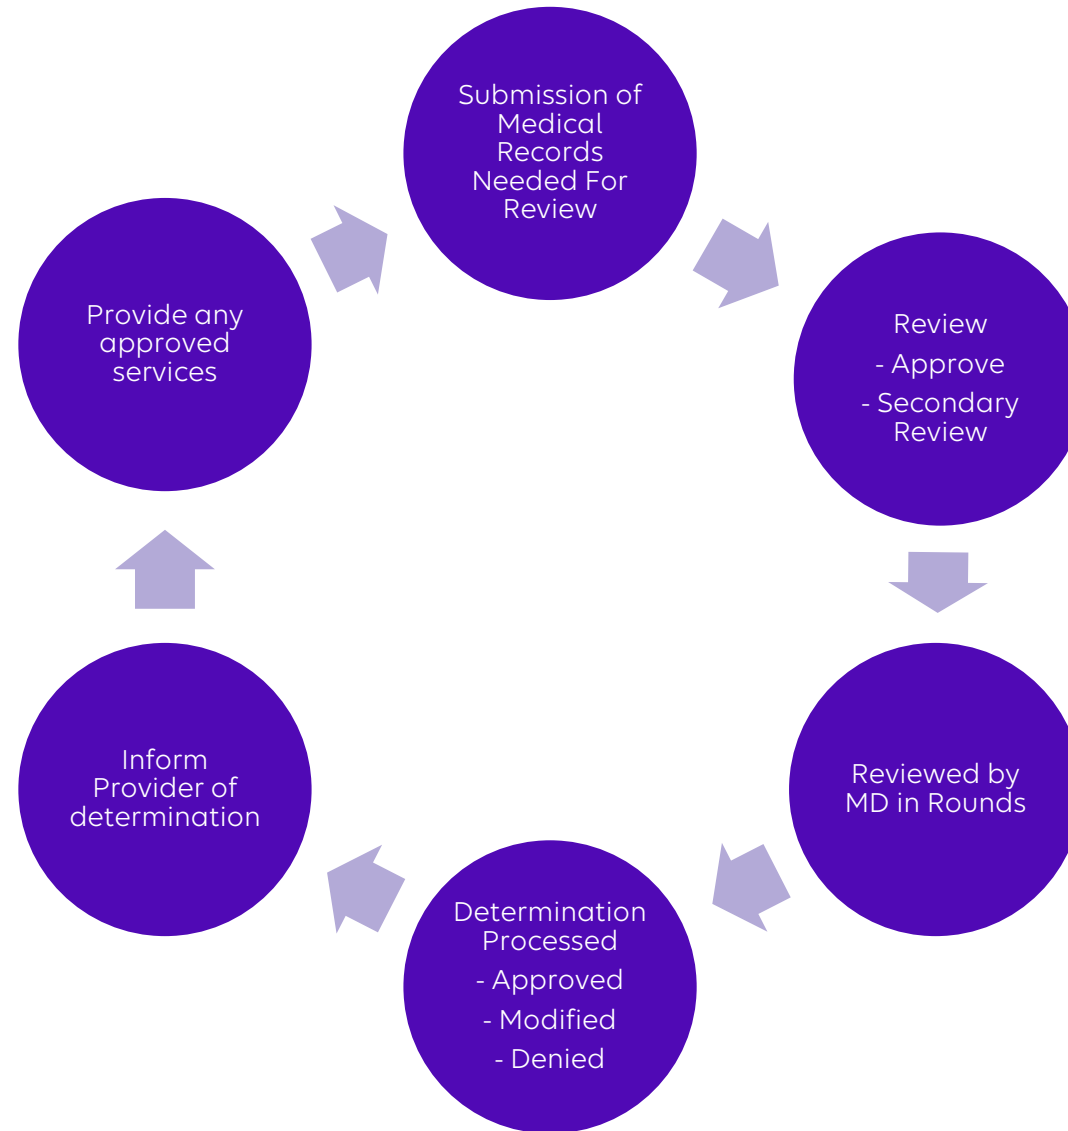 Submission of
Medical
Records
Needed For
Review
Review
- Approve
- Secondary
Review
Reviewed by
MD in Rounds
Determination
Processed
- Approved
- Modified
- Denied
Inform
Provider of
determination
Provide any
approved
services